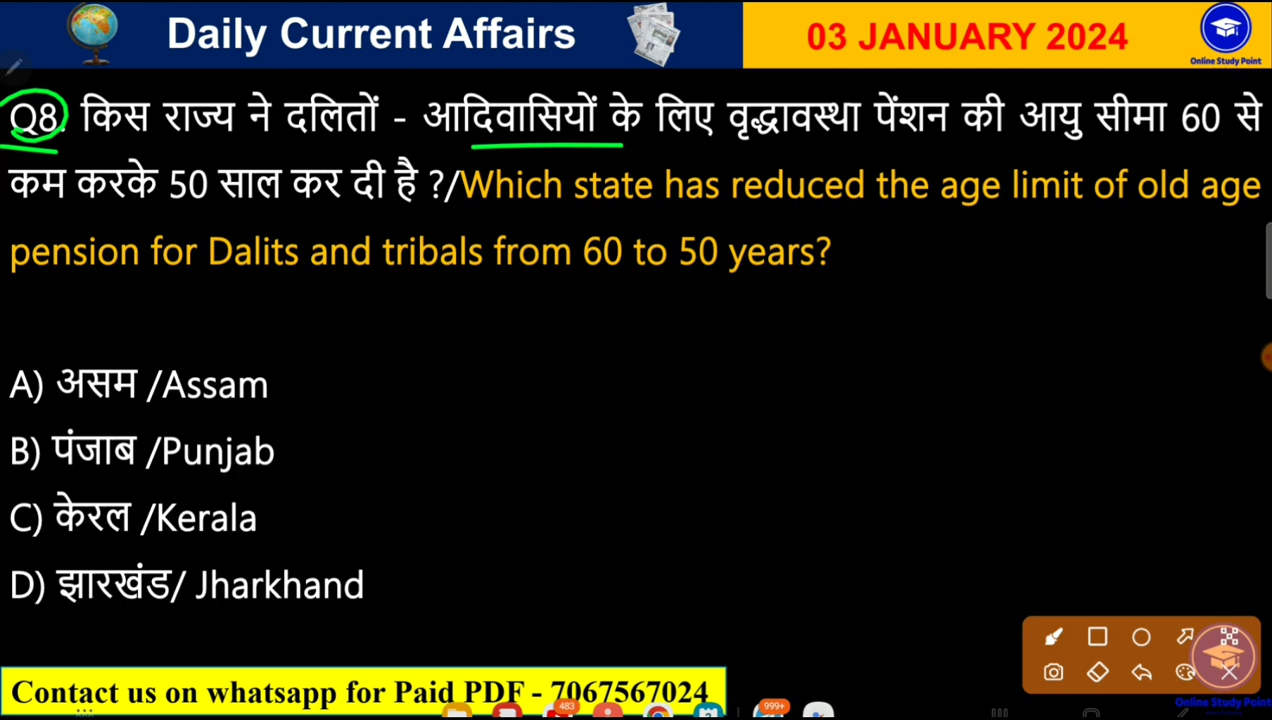 Daily Current Affairs
03 JANUARY 2024
Online Study Point
Q8. किस राज्य ने दलितों - आदिवासियों के लिए वृद्धावस्था पेंशन की आयु सीमा 60 से
कम करके 50 साल कर दी है ?/Which state has reduced the age limit of old age
pension for Dalits and tribals from 60 to 50 years?
A) असम /Assam
B) पंजाब /Punjab
C) केरल /Kerala
D) झारखंड/ Jharkhand
Contact us on whatsapp for Paid PDF - 7067567024
483
999+
Online Study Point